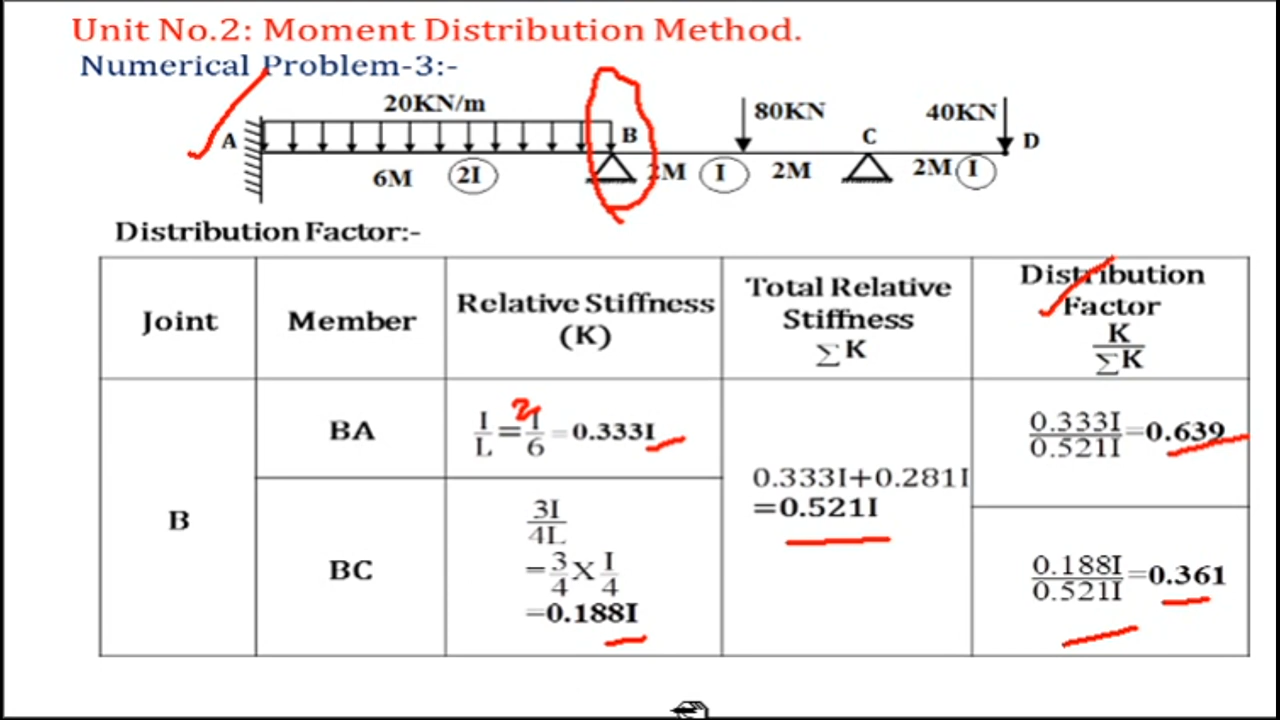 Unit No.2: Moment Distribution Method.
Numerical Problem-3:-
20KN/m
80KN
40KN
A
B
C
D
6M
2I
2M
I
2M
2M
I
Distribution Factor:-
Joint
Member
Relative Stiffness
(K)
Total Relative
Stiffness
∑K
Distribution
Factor
K
∑K
B
BA
I/L = 2I/6 = 0.333I
0.333I+0.281I
=0.521I
0.333I/0.521I=0.639
BC
3I
4L
=3/4 X I/4
=0.188I
0.188I/0.521I=0.361